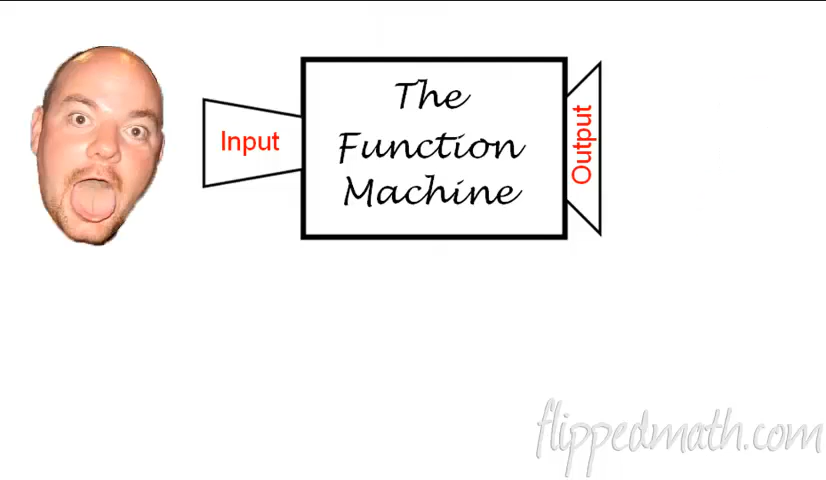 Input
The
Function
Machine
Output
flippedmath.com